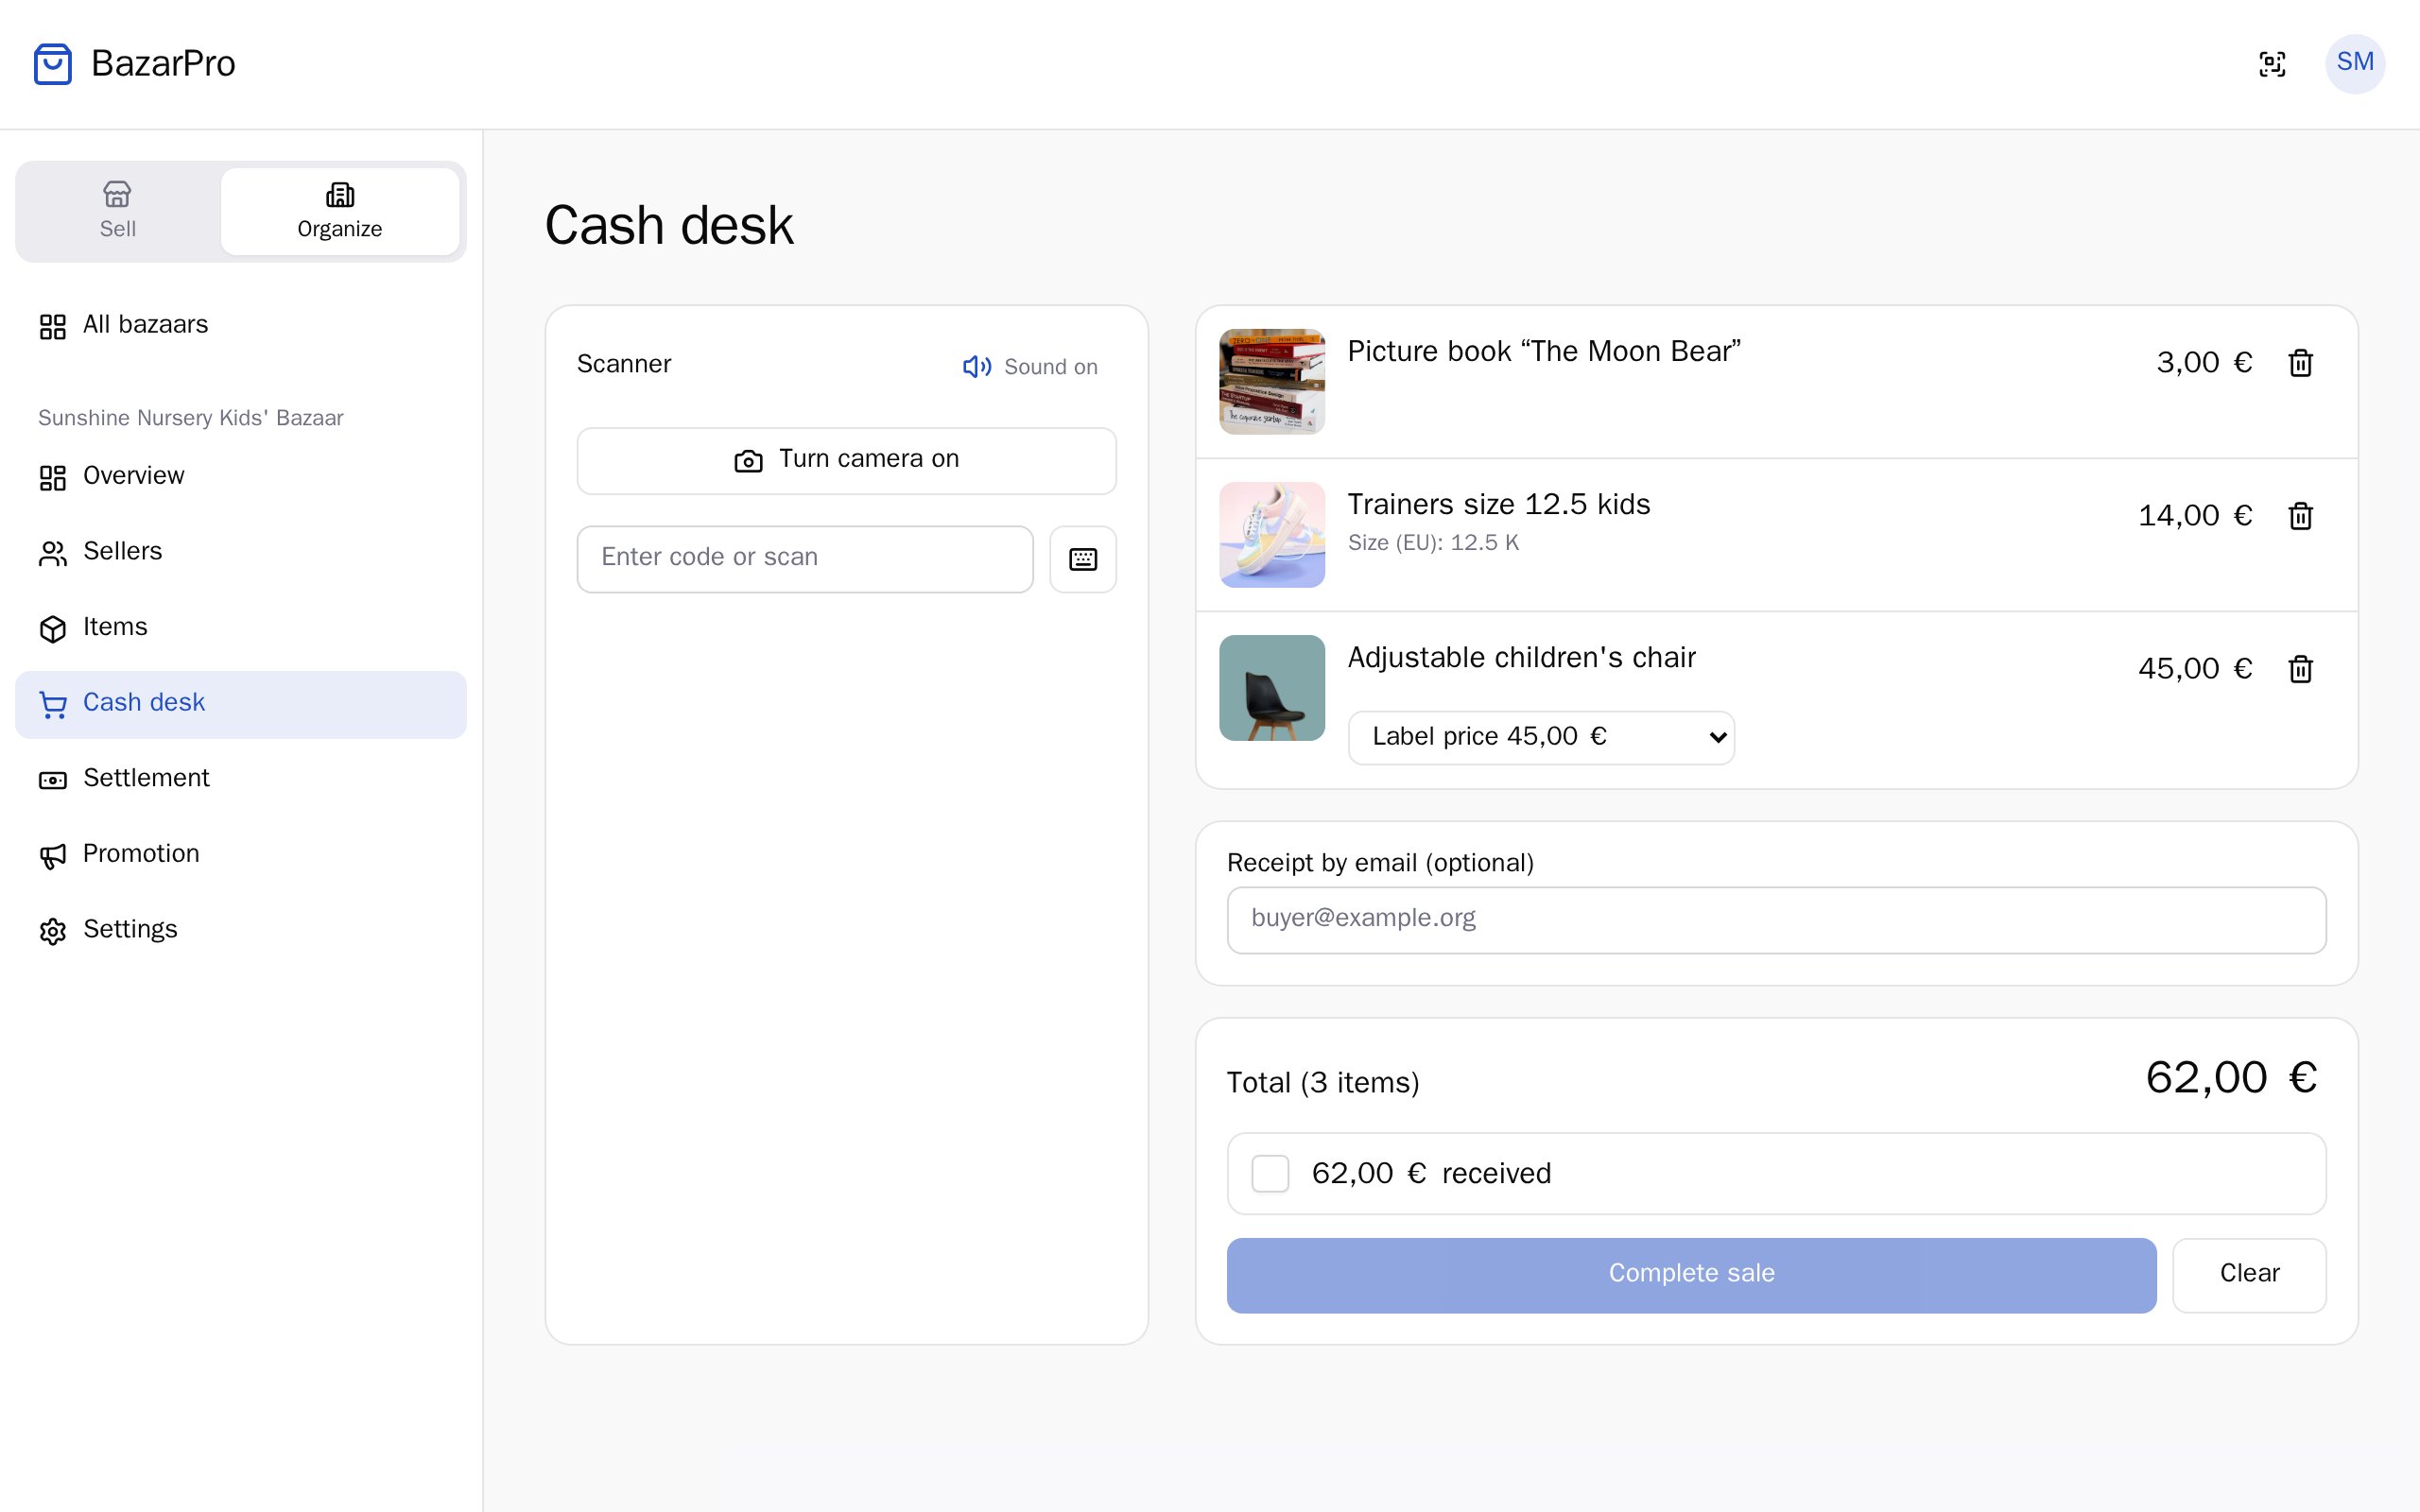 BazarPro
SM
Sell
Organize
All bazaars
Sunshine Nursery Kids' Bazaar
Overview
Sellers
Items
Cash desk
Settlement
Promotion
Settings
Cash desk
Scanner
Sound on
Turn camera on
Enter code or scan
Picture book “The Moon Bear”
3,00 €
Trainers size 12.5 kids
14,00 €
Size (EU): 12.5 K
Adjustable children's chair
45,00 €
Label price 45,00 €
Receipt by email (optional)
buyer@example.org
Total (3 items)
62,00 €
62,00 € received
Complete sale
Clear